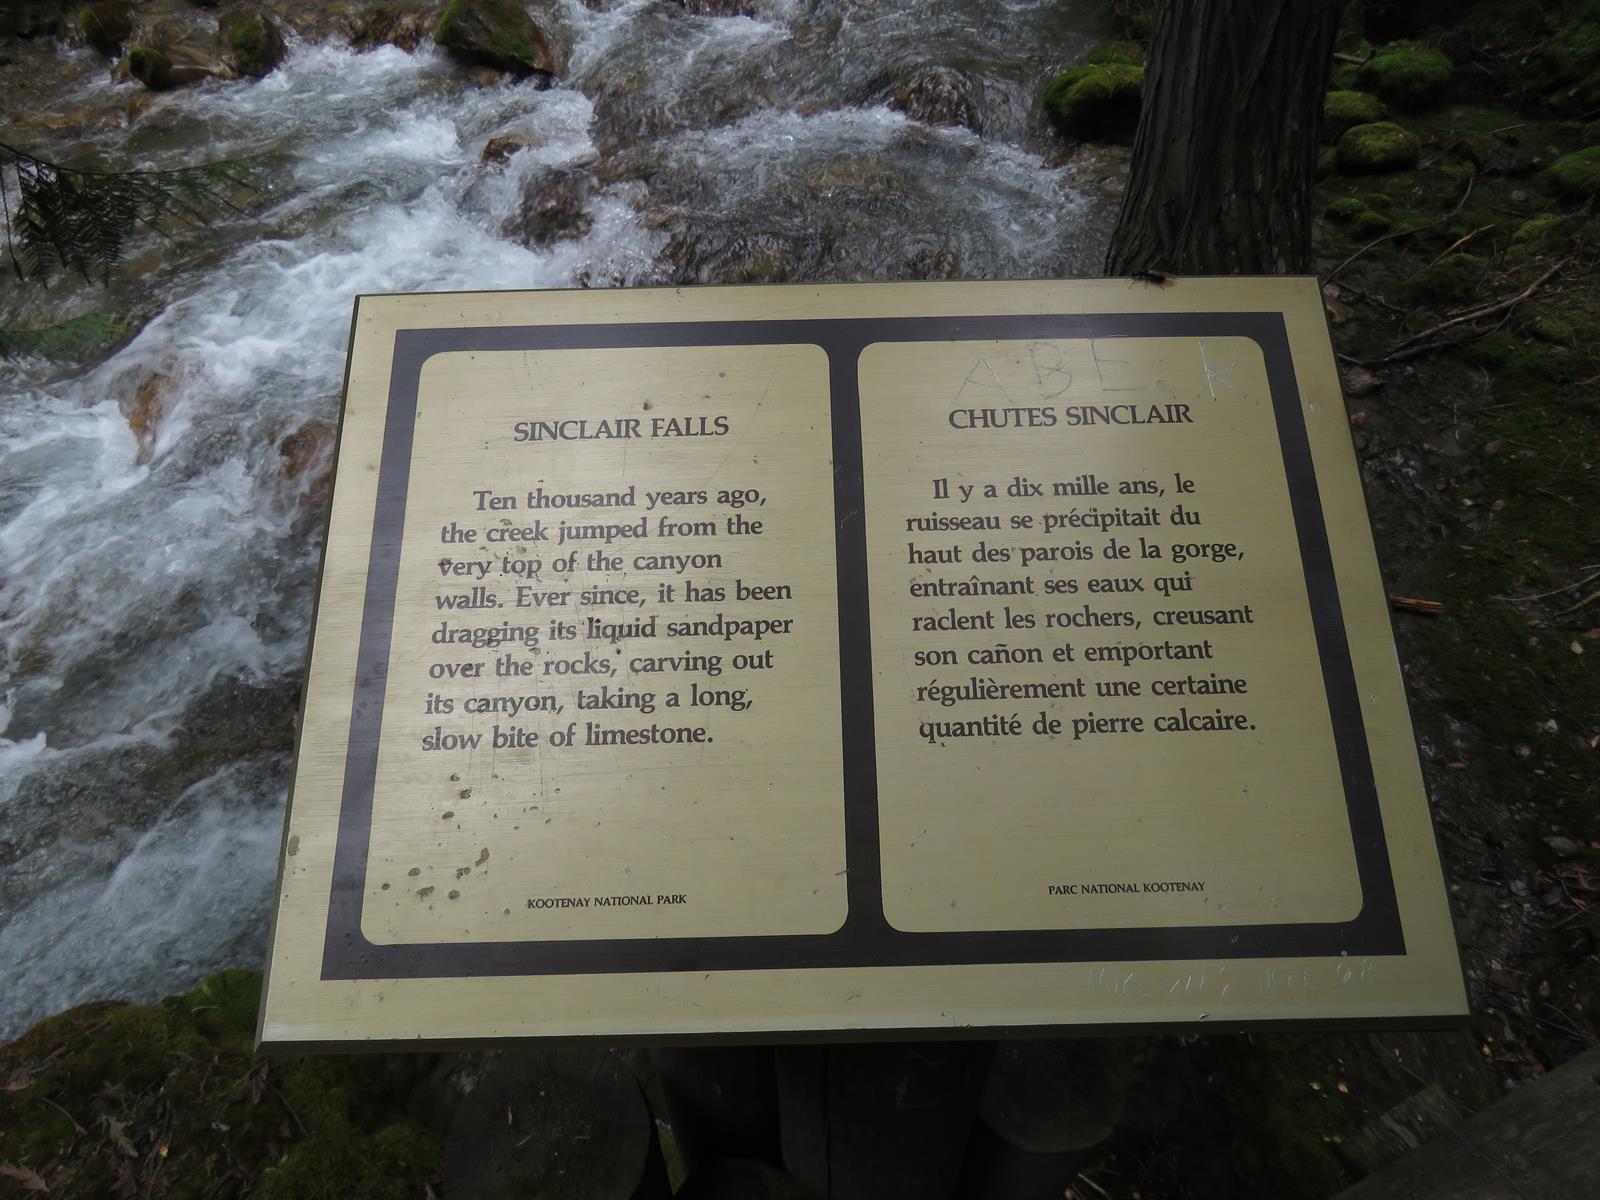 SINCLAIR FALLS
Ten thousand years ago,
the creek jumped from the
very top of the canyon
walls. Ever since, it has been
dragging its liquid sandpaper
over the rocks, carving out
its canyon, taking a long,
slow bite of limestone.
KOOTENAY NATIONAL PARK
ABE R
CHUTES SINCLAIR
Il y a dix mille ans, le
ruisseau se précipitait du
haut des parois de la gorge,
entraînant ses eaux qui
raclent les rochers, creusant
son cañon et emportant
régulièrement une certaine
quantité de pierre calcaire.
PARC NATIONAL KOOTENAY